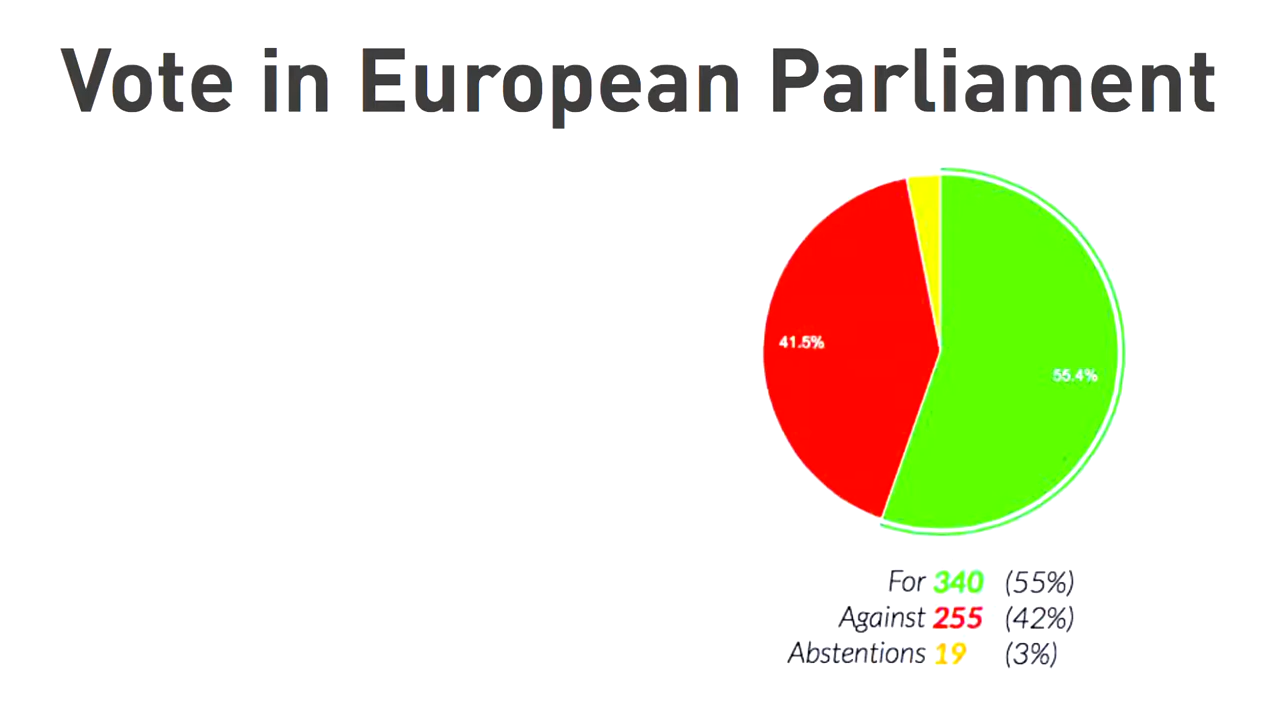 Vote in European Parliament
41.5%
55.4%
For 340 (55%)
Against 255 (42%)
Abstentions 19 (3%)